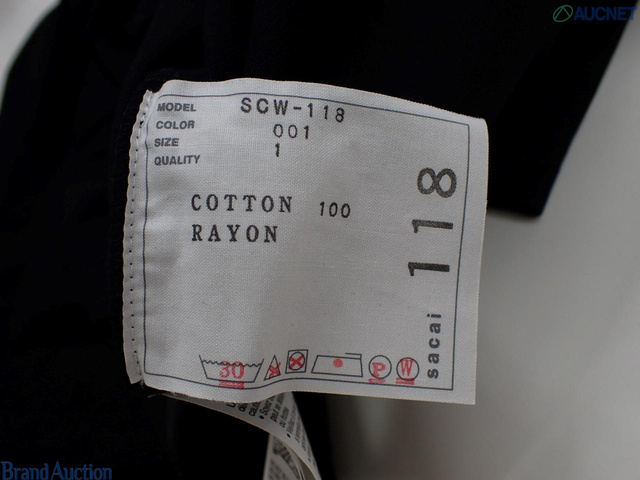 AUCNET
MODEL SCW-118
COLOR 001
SIZE 1
QUALITY
COTTON 100
RAYON
118
sacai
30
P
W
Brand Auction